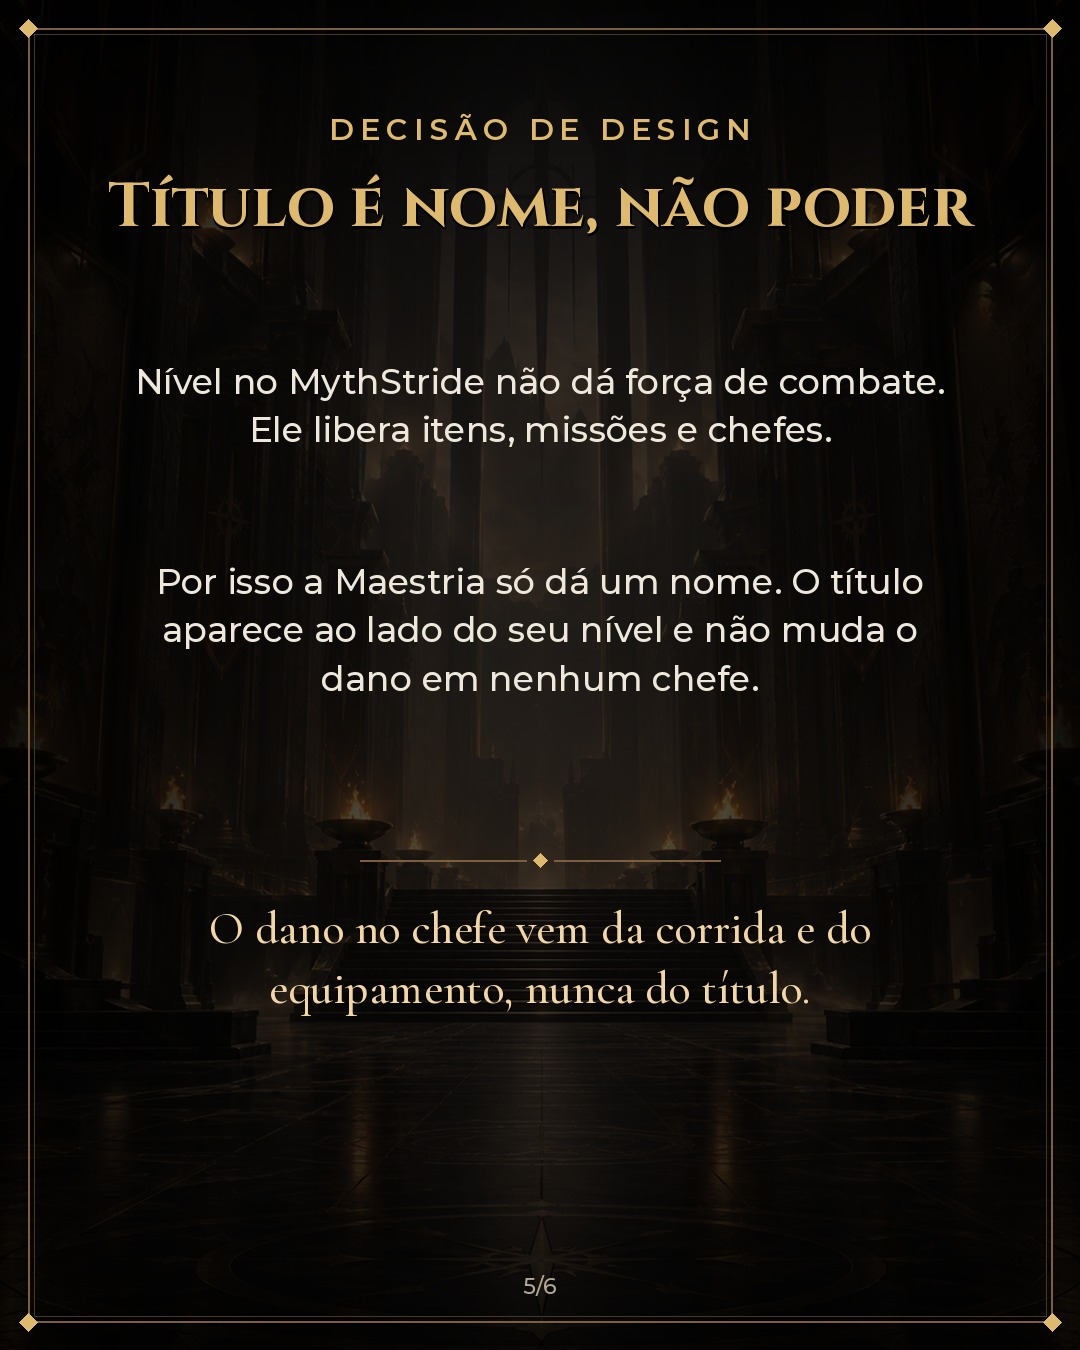 DECISÃO DE DESIGN
Título é nome, não poder
Nível no MythStride não dá força de combate.
Ele libera itens, missões e chefes.
Por isso a Maestria só dá um nome. O título
aparece ao lado do seu nível e não muda o
dano em nenhum chefe.
O dano no chefe vem da corrida e do
equipamento, nunca do título.
5/6